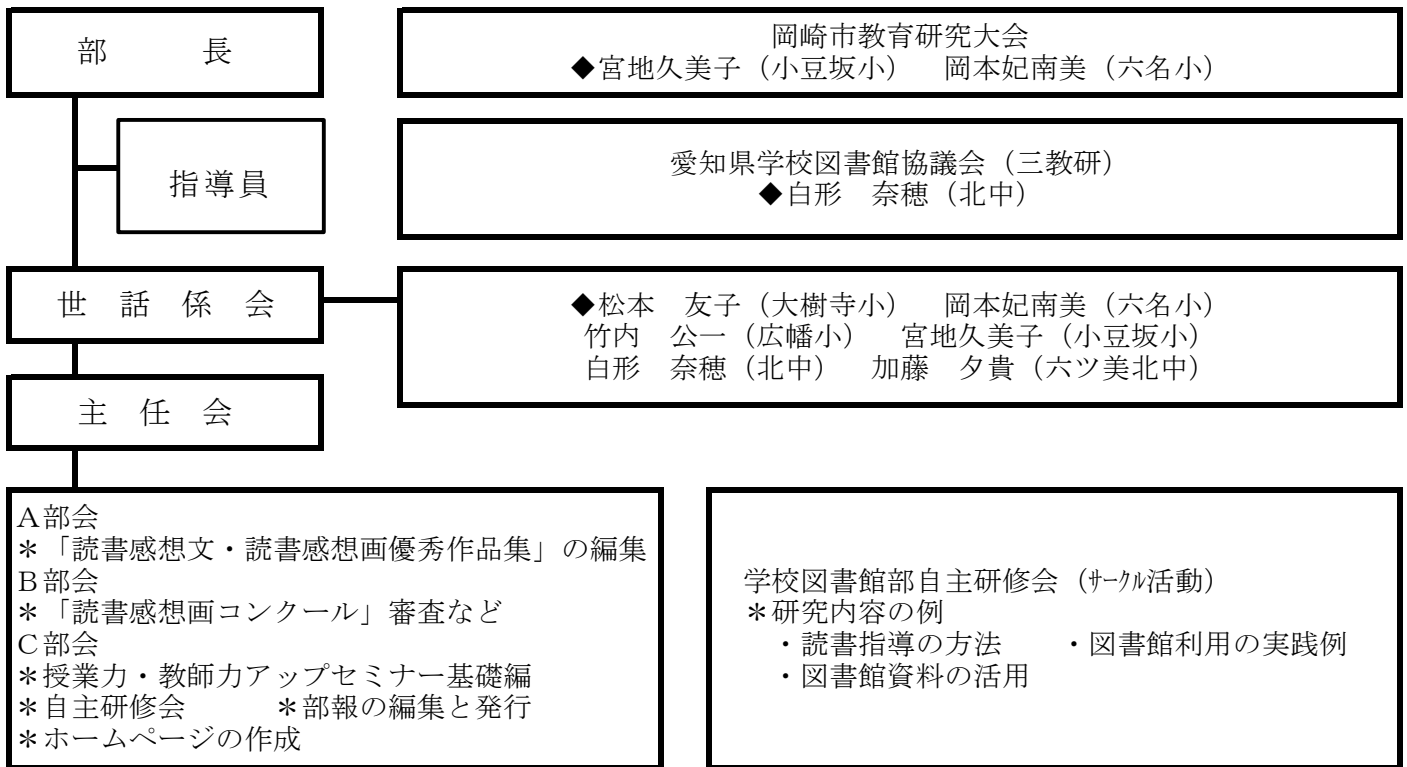 部　　長
岡崎市教育研究大会
◆宮地久美子（小豆坂小）　岡本妃南美（六名小）
指導員
愛知県学校図書館協議会（三教研）
◆白形　奈穂（北中）
世　話　係　会
◆松本　友子（大樹寺小）　岡本妃南美（六名小）
竹内　公一（広幡小）　宮地久美子（小豆坂小）
白形　奈穂（北中）　加藤　夕貴（六ツ美北中）
主　任　会
Ａ部会
＊「読書感想文・読書感想画優秀作品集」の編集
Ｂ部会
＊「読書感想画コンクール」審査など
Ｃ部会
＊授業力・教師力アップセミナー基礎編
＊自主研修会　　＊部報の編集と発行
＊ホームページの作成
学校図書館部自主研修会（ｻｰｸﾙ活動）
＊研究内容の例
・読書指導の方法　　・図書館利用の実践例
・図書館資料の活用